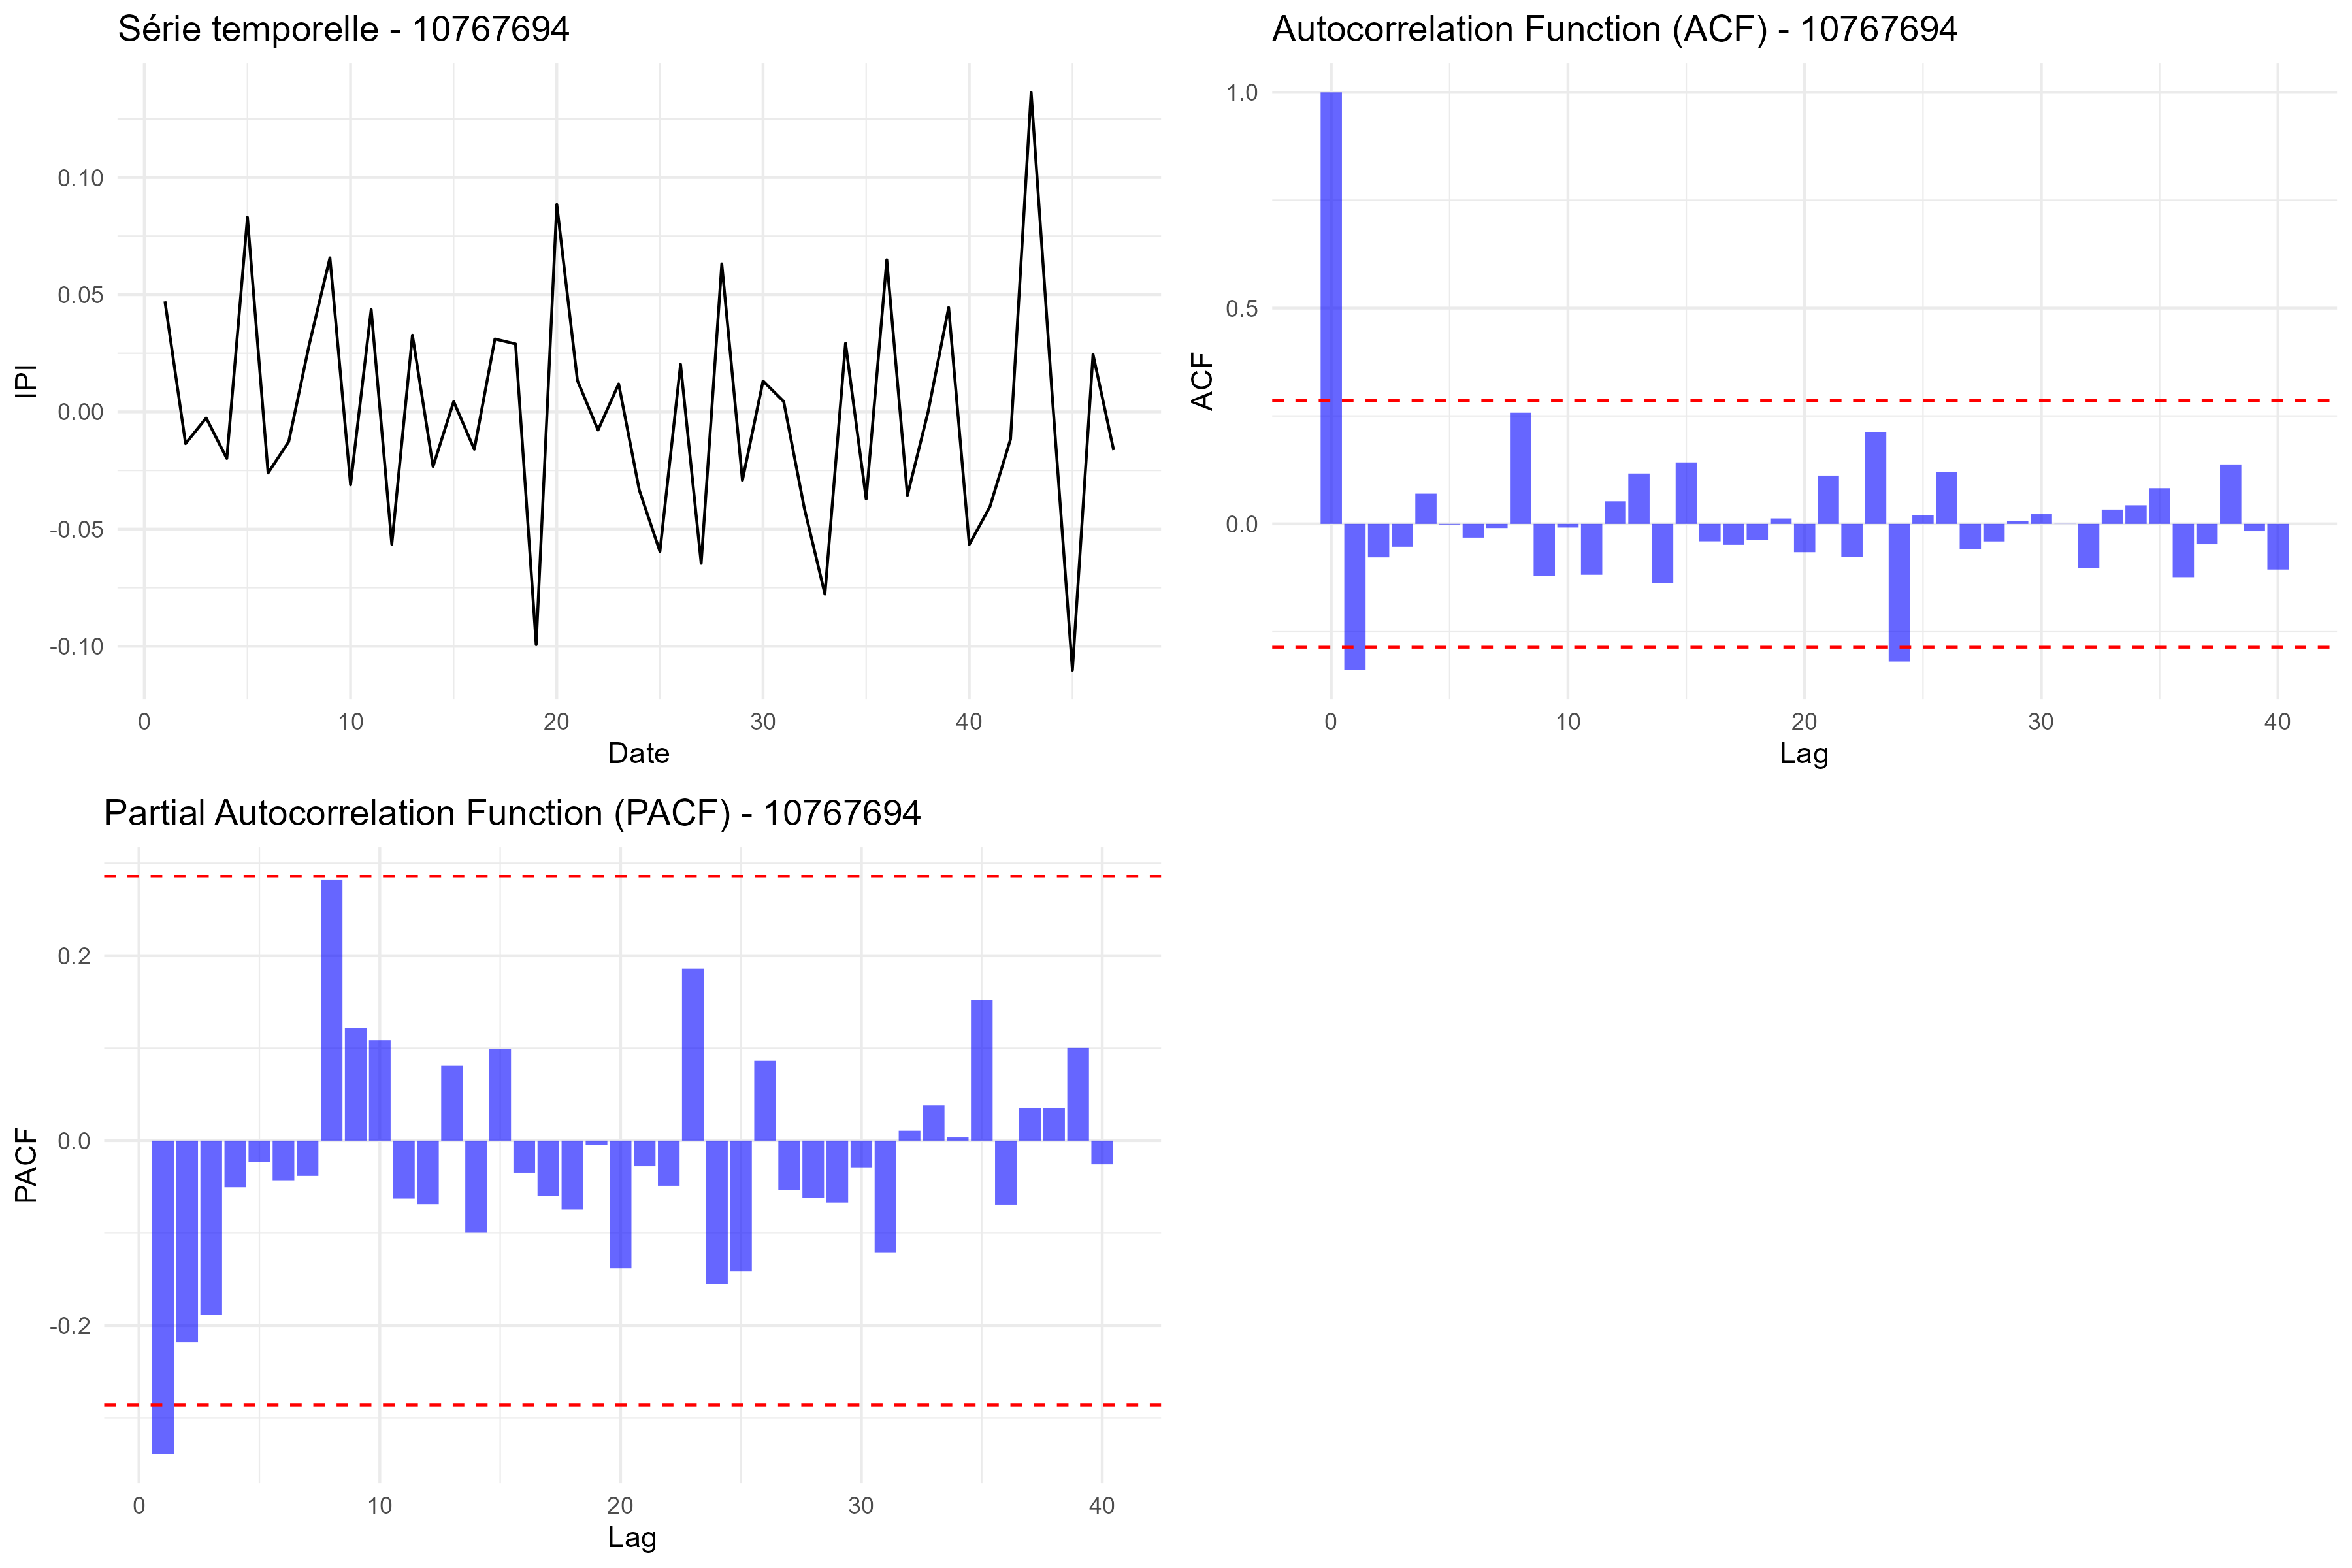 Série temporelle - 10767694
IPI
0.10
0.05
0.00
-0.05
-0.10
0 10 20 30 40
Date
Autocorrelation Function (ACF) - 10767694
ACF
1.0
0.5
0.0
0 10 20 30 40
Lag
Partial Autocorrelation Function (PACF) - 10767694
PACF
0.2
0.0
-0.2
0 10 20 30 40
Lag